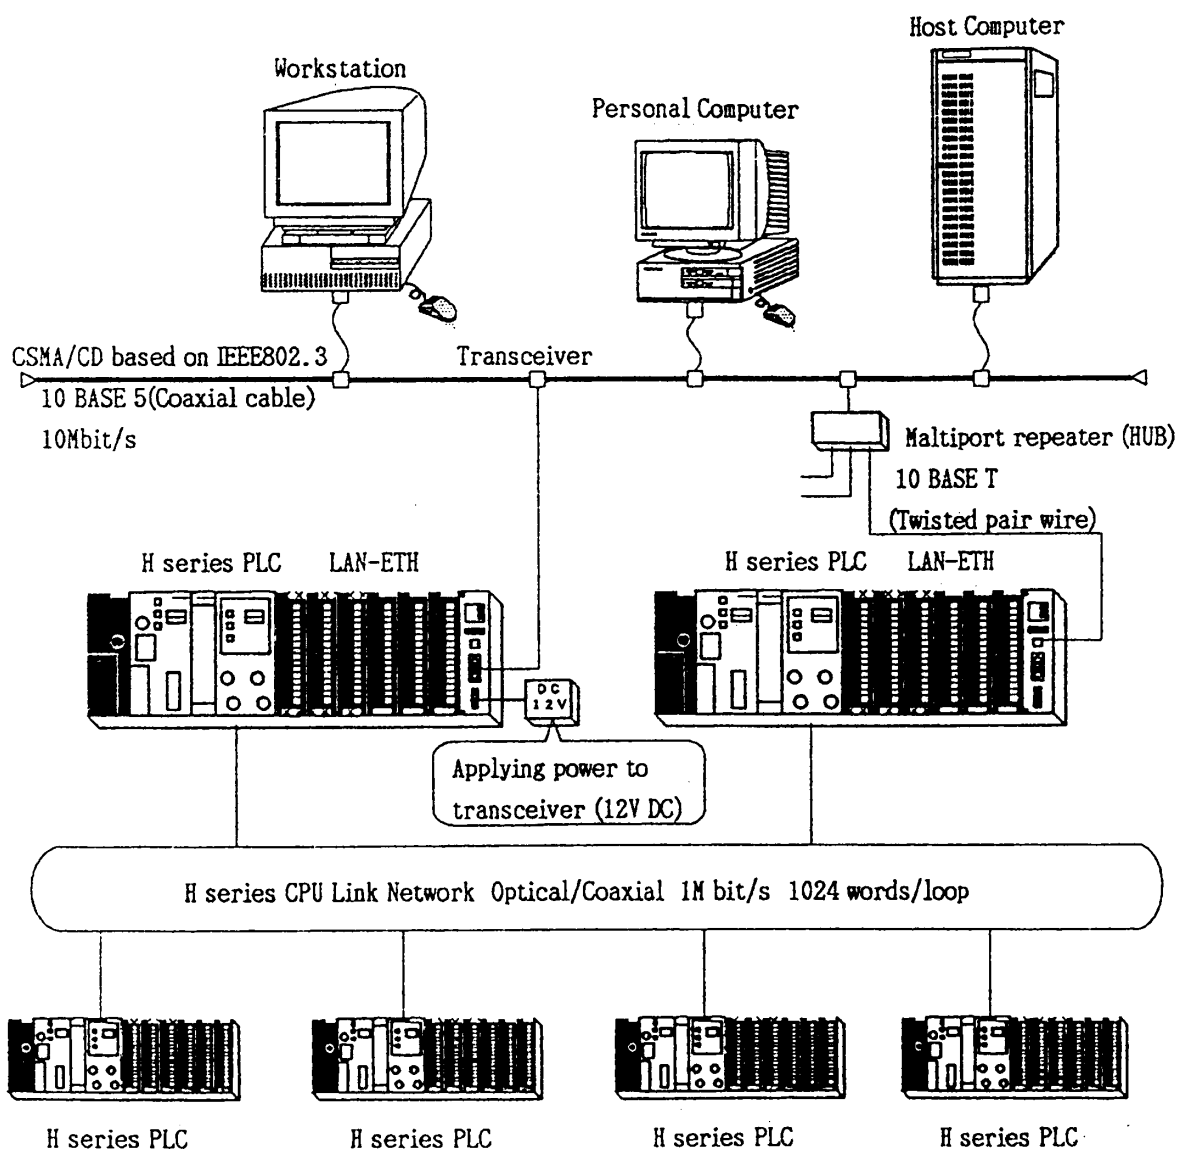 Host Computer
Workstation
Personal Computer
CSMA/CD based on IEEE802.3
Transceiver
10 BASE 5(Coaxial cable)
10Mbit/s
Maltiport repeater (HUB)
10 BASE T
(Twisted pair wire)
H series PLC LAN-ETH
H series PLC LAN-ETH
DC
12V
Applying power to
transceiver (12V DC)
H series CPU Link Network Optical/Coaxial 1M bit/s 1024 words/loop
H series PLC
H series PLC
H series PLC
H series PLC